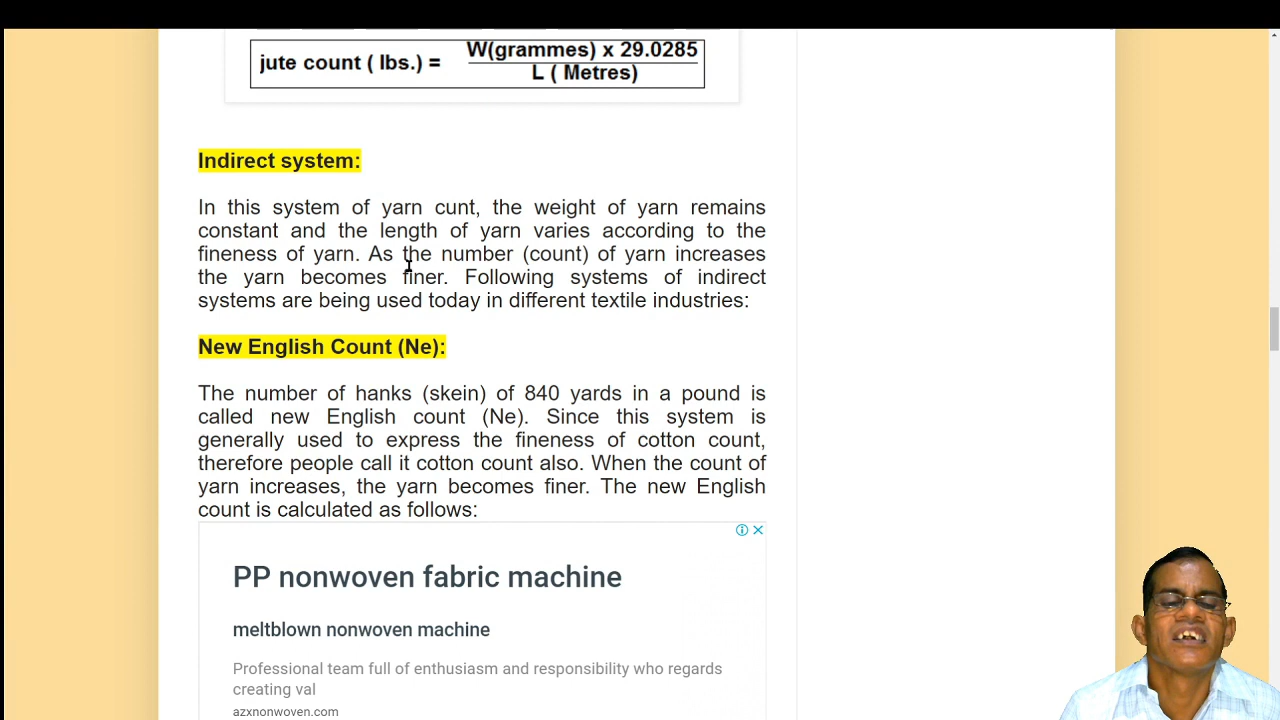 jute count ( lbs.) = W(grammes) x 29.0285
L ( Metres)
Indirect system:
In this system of yarn cunt, the weight of yarn remains
constant and the length of yarn varies according to the
fineness of yarn. As the number (count) of yarn increases
the yarn becomes finer. Following systems of indirect
systems are being used today in different textile industries:
New English Count (Ne):
The number of hanks (skein) of 840 yards in a pound is
called new English count (Ne). Since this system is
generally used to express the fineness of cotton count,
therefore people call it cotton count also. When the count of
yarn increases, the yarn becomes finer. The new English
count is calculated as follows:
PP nonwoven fabric machine
meltblown nonwoven machine
Professional team full of enthusiasm and responsibility who regards
creating val
azxnonwoven.com